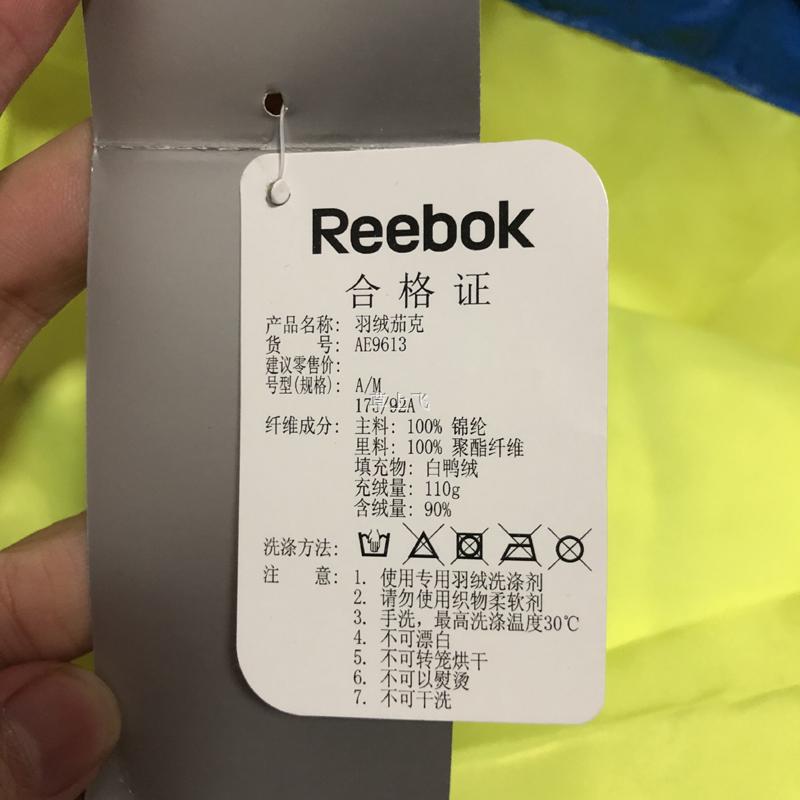 Reebok
合格证
产品名称: 羽绒茄克
货 号: AE9613
建议零售价:
号型(规格): A/M
175/92A
纤维成分: 主料: 100% 锦纶
里料: 100% 聚酯纤维
填充物: 白鸭绒
充绒量: 110g
含绒量: 90%
洗涤方法:
注 意: 1. 使用专用羽绒洗涤剂
2. 请勿使用织物柔软剂
3. 手洗，最高洗涤温度30℃
4. 不可漂白
5. 不可转笼烘干
6. 不可以熨烫
7. 不可干洗